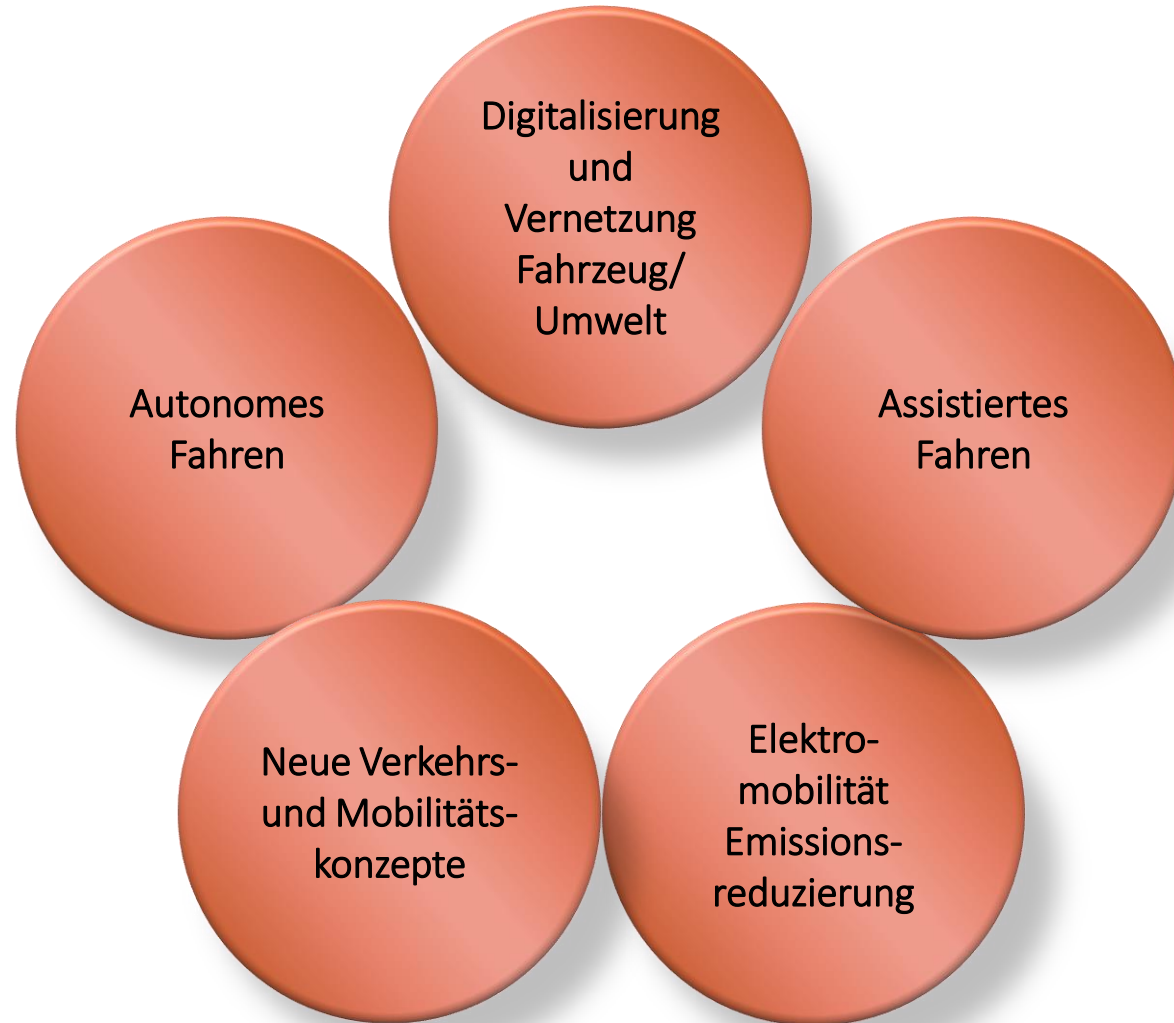 Digitalisierung
und
Vernetzung
Fahrzeug/
Umwelt
Autonomes
Fahren
Assistiertes
Fahren
Neue Verkehrs-
und Mobilitäts-
konzepte
Elektro-
mobilität
Emissions-
reduzierung